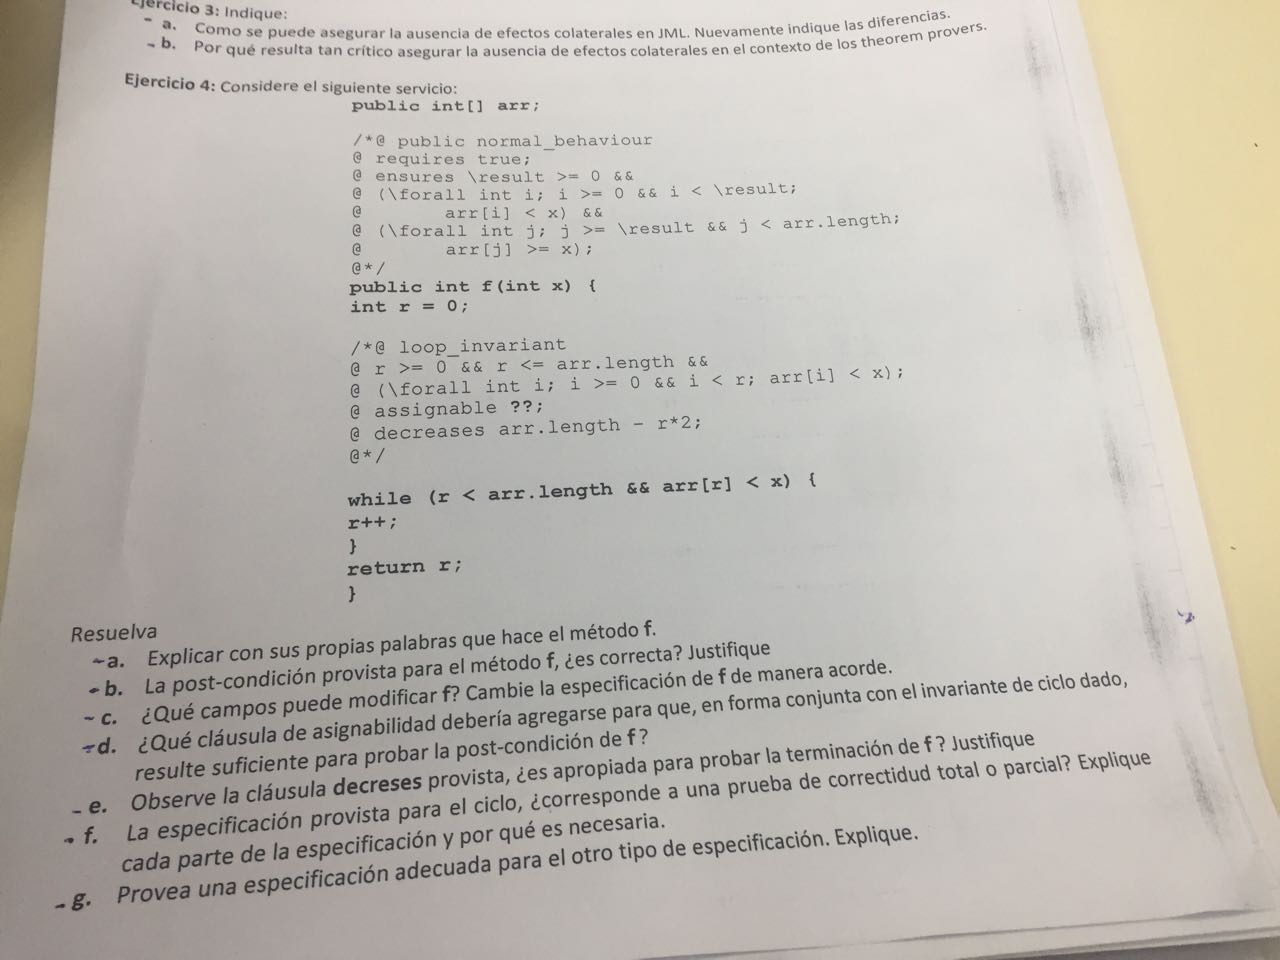 Ejercicio 3: Indique:
a. Como se puede asegurar la ausencia de efectos colaterales en JML. Nuevamente indique las diferencias.
b. Por qué resulta tan crítico asegurar la ausencia de efectos colaterales en el contexto de los theorem provers.
Ejercicio 4: Considere el siguiente servicio:
public int[] arr;
/*@ public normal_behaviour
@ requires true;
@ ensures \result >= 0 &&
@ (\forall int i; i >= 0 && i < \result;
@ arr[i] < x) &&
@ (\forall int j; j >= \result && j < arr.length;
@ arr[j] >= x);
@*/
public int f(int x) {
int r = 0;
/*@ loop_invariant
@ r >= 0 && r <= arr.length &&
@ (\forall int i; i >= 0 && i < r; arr[i] < x);
@ assignable ??;
@ decreases arr.length - r*2;
@*/
while (r < arr.length && arr[r] < x) {
r++;
}
return r;
}
Resuelva
a. Explicar con sus propias palabras que hace el método f.
b. La post-condición provista para el método f, ¿es correcta? Justifique
c. ¿Qué campos puede modificar f? Cambie la especificación de f de manera acorde.
d. ¿Qué cláusula de asignabilidad debería agregarse para que, en forma conjunta con el invariante de ciclo dado,
resulte suficiente para probar la post-condición de f?
e. Observe la cláusula decreses provista, ¿es apropiada para probar la terminación de f? Justifique
f. La especificación provista para el ciclo, ¿corresponde a una prueba de correctidud total o parcial? Explique
cada parte de la especificación y por qué es necesaria.
g. Provea una especificación adecuada para el otro tipo de especificación. Explique.